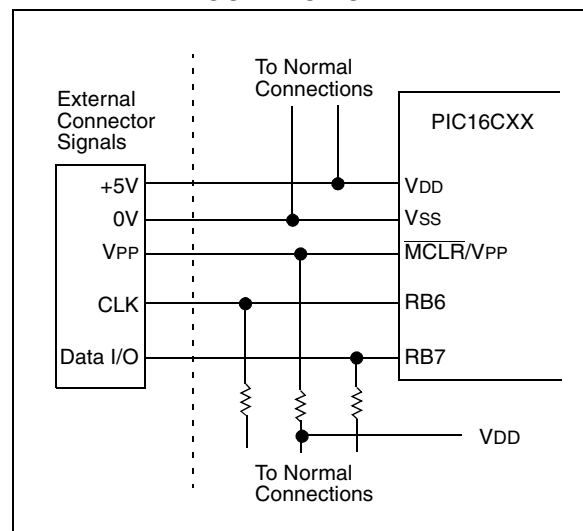 To Normal
Connections
External
Connector
Signals
PIC16CXX
+5V
0V
VPP
CLK
Data I/O
VDD
VSS
MCLR/VPP
RB6
RB7
VDD
To Normal
Connections